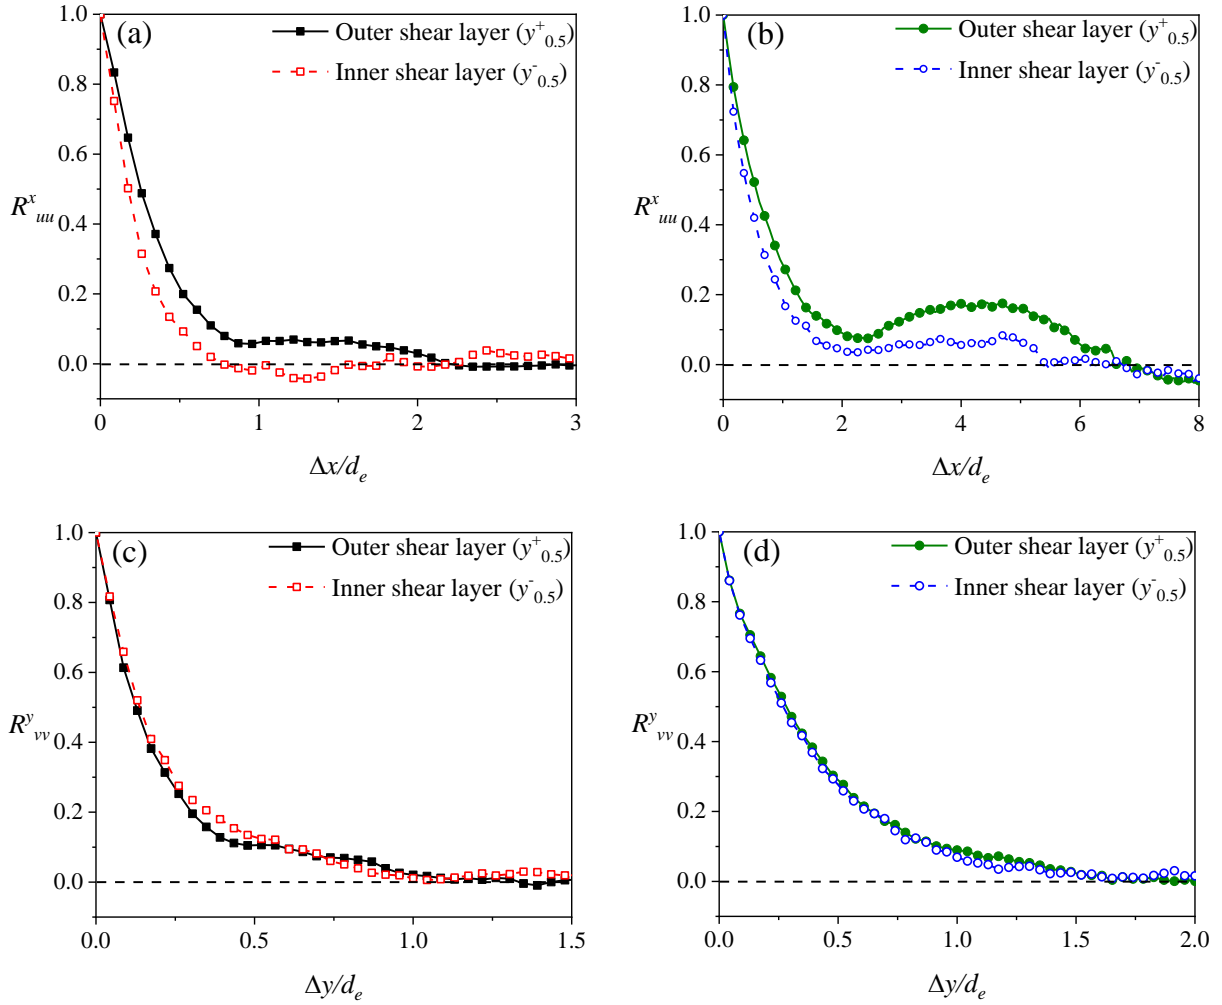 (a)
Outer shear layer (y⁺₀.₅)
Inner shear layer (y⁻₀.₅)
1.0
0.8
0.6
0.4
0.2
0.0
Rˣᵤᵤ
0 1 2 3
Δx/dₑ
(b)
Outer shear layer (y⁺₀.₅)
Inner shear layer (y⁻₀.₅)
1.0
0.8
0.6
0.4
0.2
0.0
Rˣᵤᵤ
0 2 4 6 8
Δx/dₑ
(c)
Outer shear layer (y⁺₀.₅)
Inner shear layer (y⁻₀.₅)
1.0
0.8
0.6
0.4
0.2
0.0
Rʸᵥᵥ
0.0 0.5 1.0 1.5
Δy/dₑ
(d)
Outer shear layer (y⁺₀.₅)
Inner shear layer (y⁻₀.₅)
1.0
0.8
0.6
0.4
0.2
0.0
Rʸᵥᵥ
0.0 0.5 1.0 1.5 2.0
Δy/dₑ